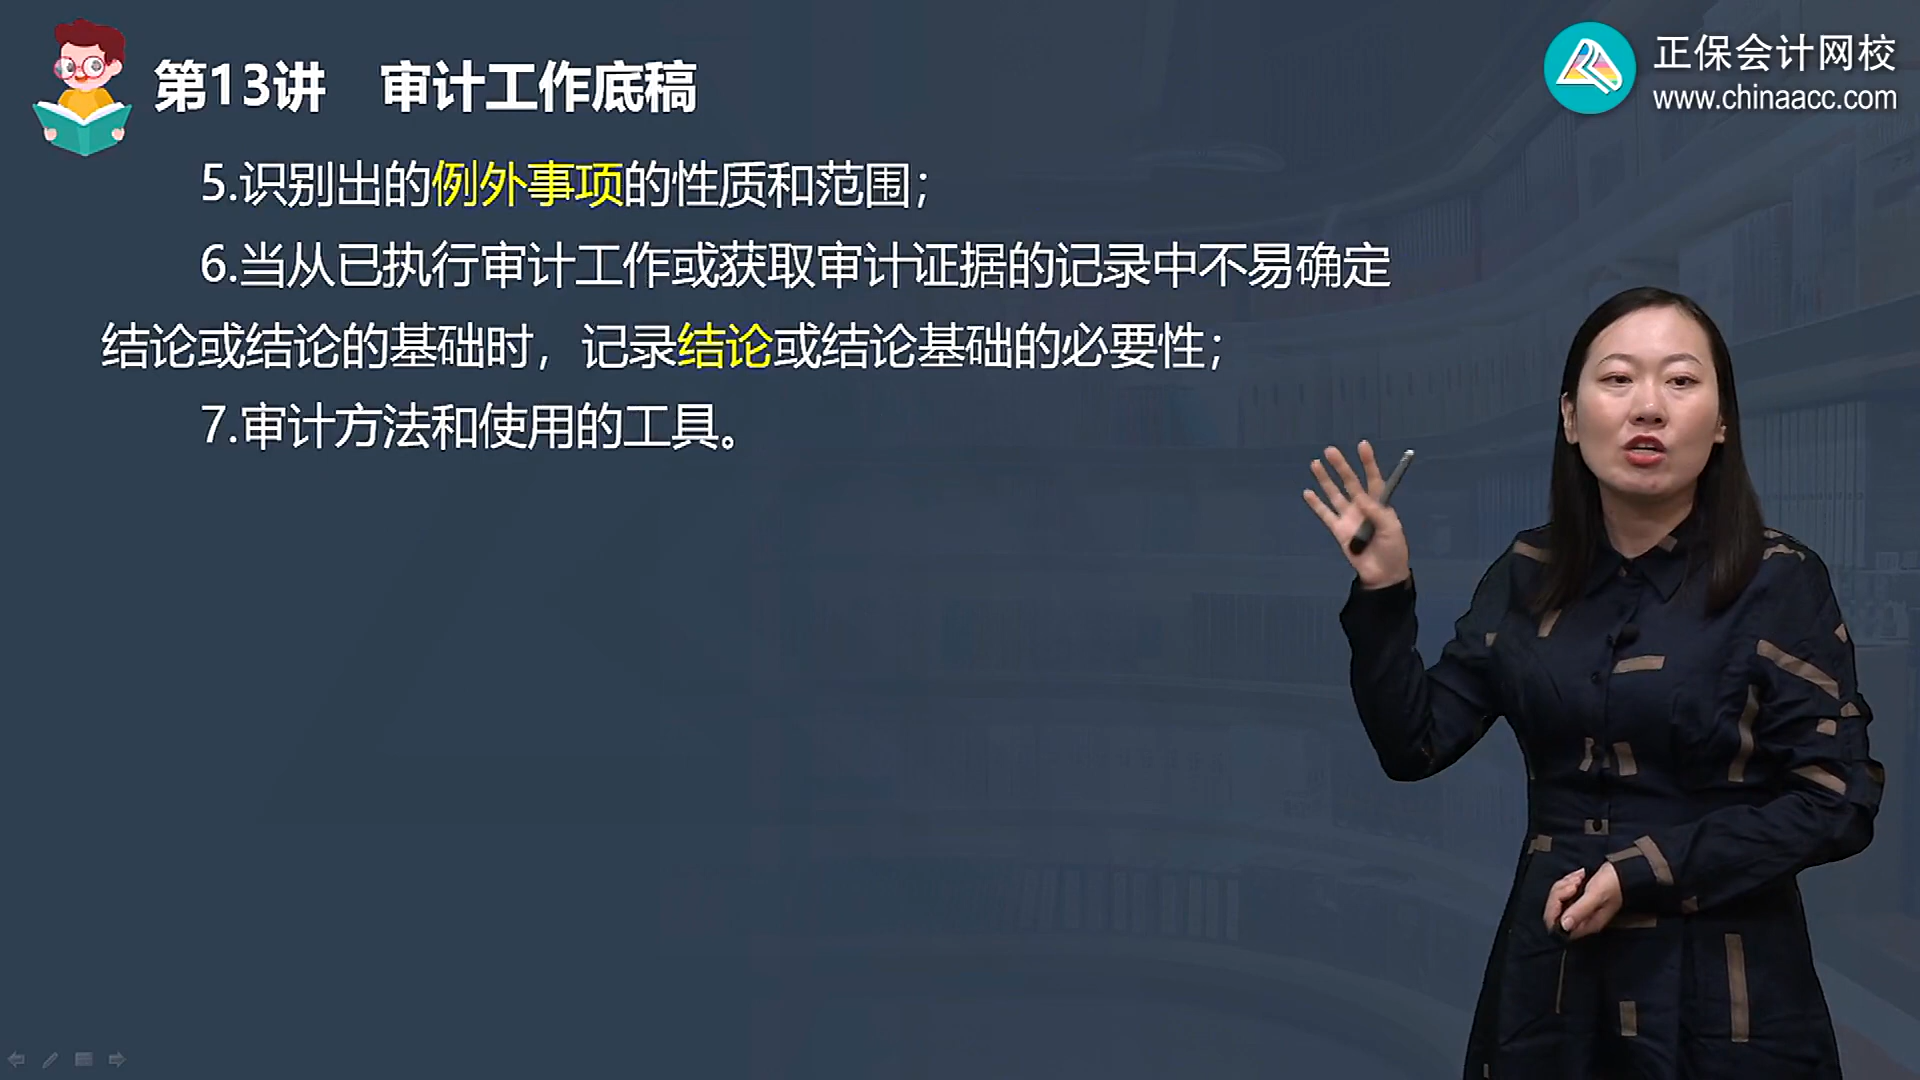 第13讲 审计工作底稿
正保会计网校
www.chinaacc.com
5.识别出的例外事项的性质和范围；
6.当从已执行审计工作或获取审计证据的记录中不易确定
结论或结论的基础时，记录结论或结论基础的必要性；
7.审计方法和使用的工具。